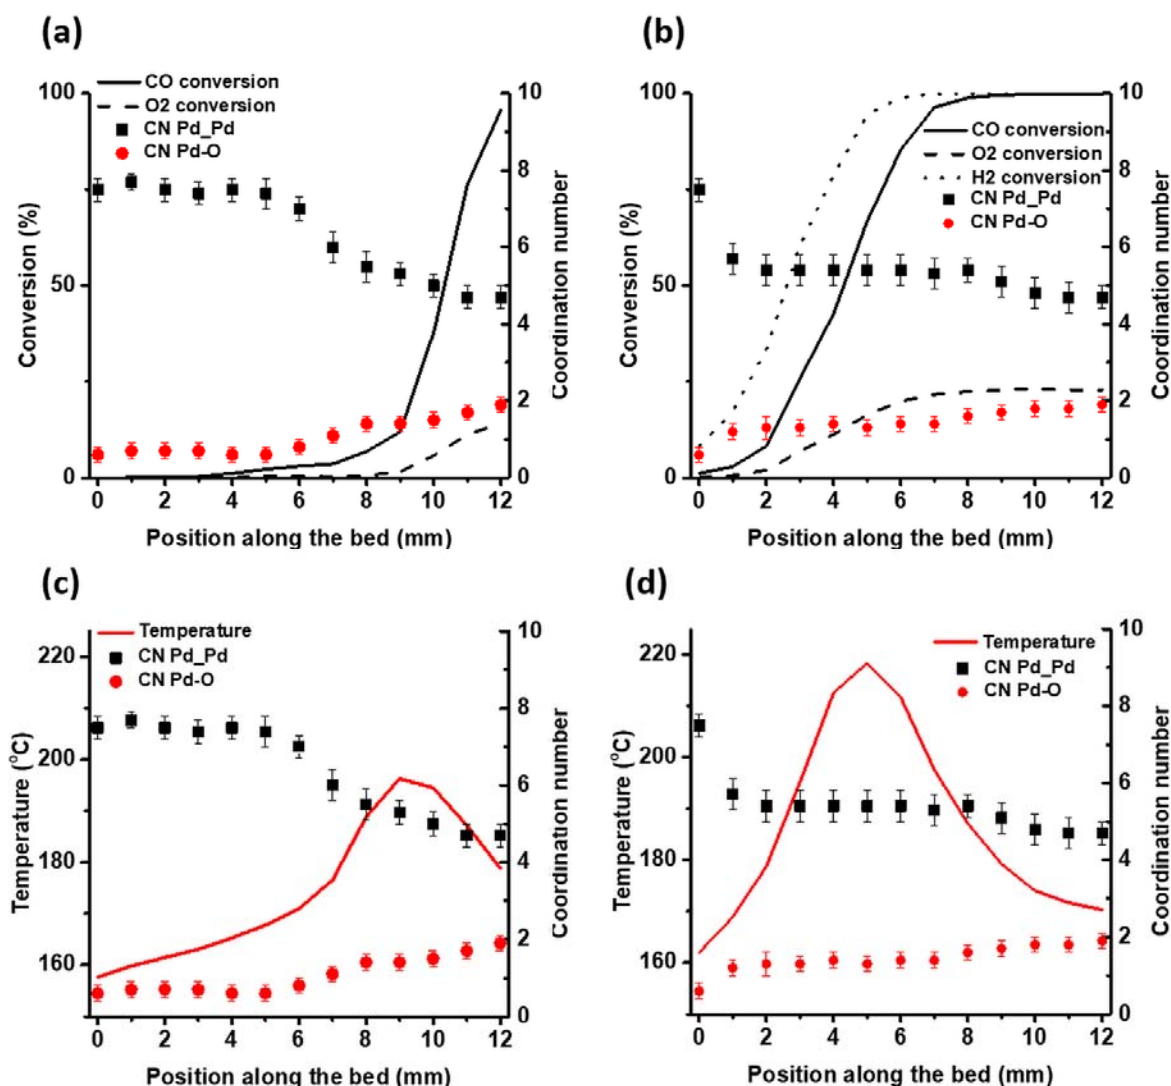 (a)
CO conversion
O2 conversion
CN Pd_Pd
CN Pd-O
100
50
0
Conversion (%)
10
8
6
4
2
0
Coordination number
0 2 4 6 8 10 12
Position along the bed (mm)
(b)
CO conversion
O2 conversion
H2 conversion
CN Pd_Pd
CN Pd-O
100
50
0
Conversion (%)
10
8
6
4
2
0
Coordination number
0 2 4 6 8 10 12
Position along the bed (mm)
(c)
Temperature
CN Pd_Pd
CN Pd-O
220
200
180
160
Temperature (°C)
10
8
6
4
2
0
Coordination number
0 2 4 6 8 10 12
Position along the bed (mm)
(d)
Temperature
CN Pd_Pd
CN Pd-O
220
200
180
160
Temperature (°C)
10
8
6
4
2
0
Coordination number
0 2 4 6 8 10 12
Position along the bed (mm)